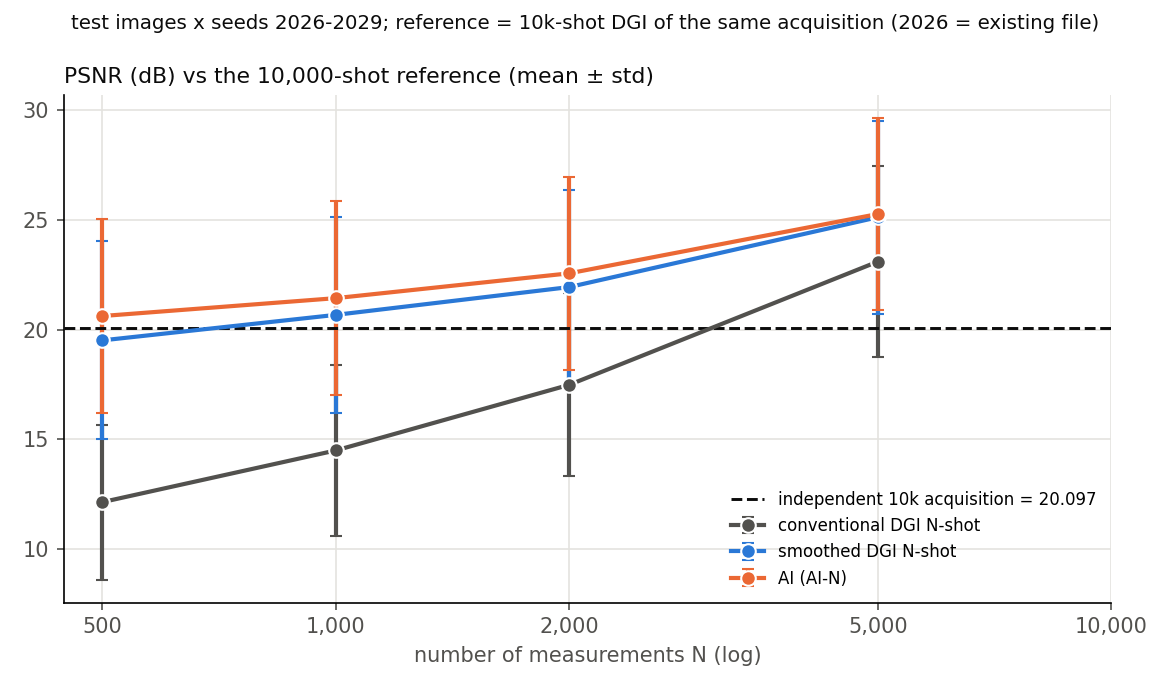 test images x seeds 2026-2029; reference = 10k-shot DGI of the same acquisition (2026 = existing file)
PSNR (dB) vs the 10,000-shot reference (mean ± std)
30
25
20
15
10
independent 10k acquisition = 20.097
conventional DGI N-shot
smoothed DGI N-shot
AI (AI-N)
500 1,000 2,000 5,000 10,000
number of measurements N (log)